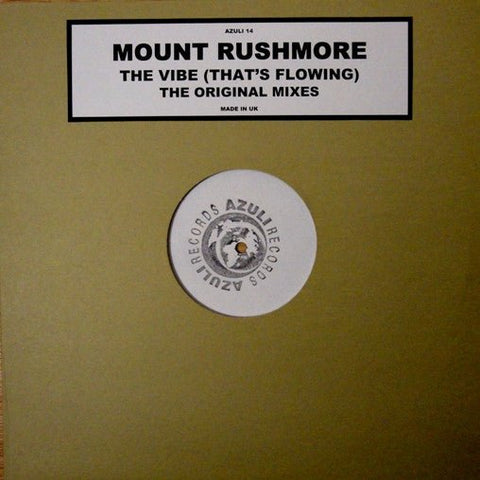 AZULI 14
MOUNT RUSHMORE
THE VIBE (THAT'S FLOWING)
THE ORIGINAL MIXES
MADE IN UK
AZULI RECORDS
AZULI RECORDS